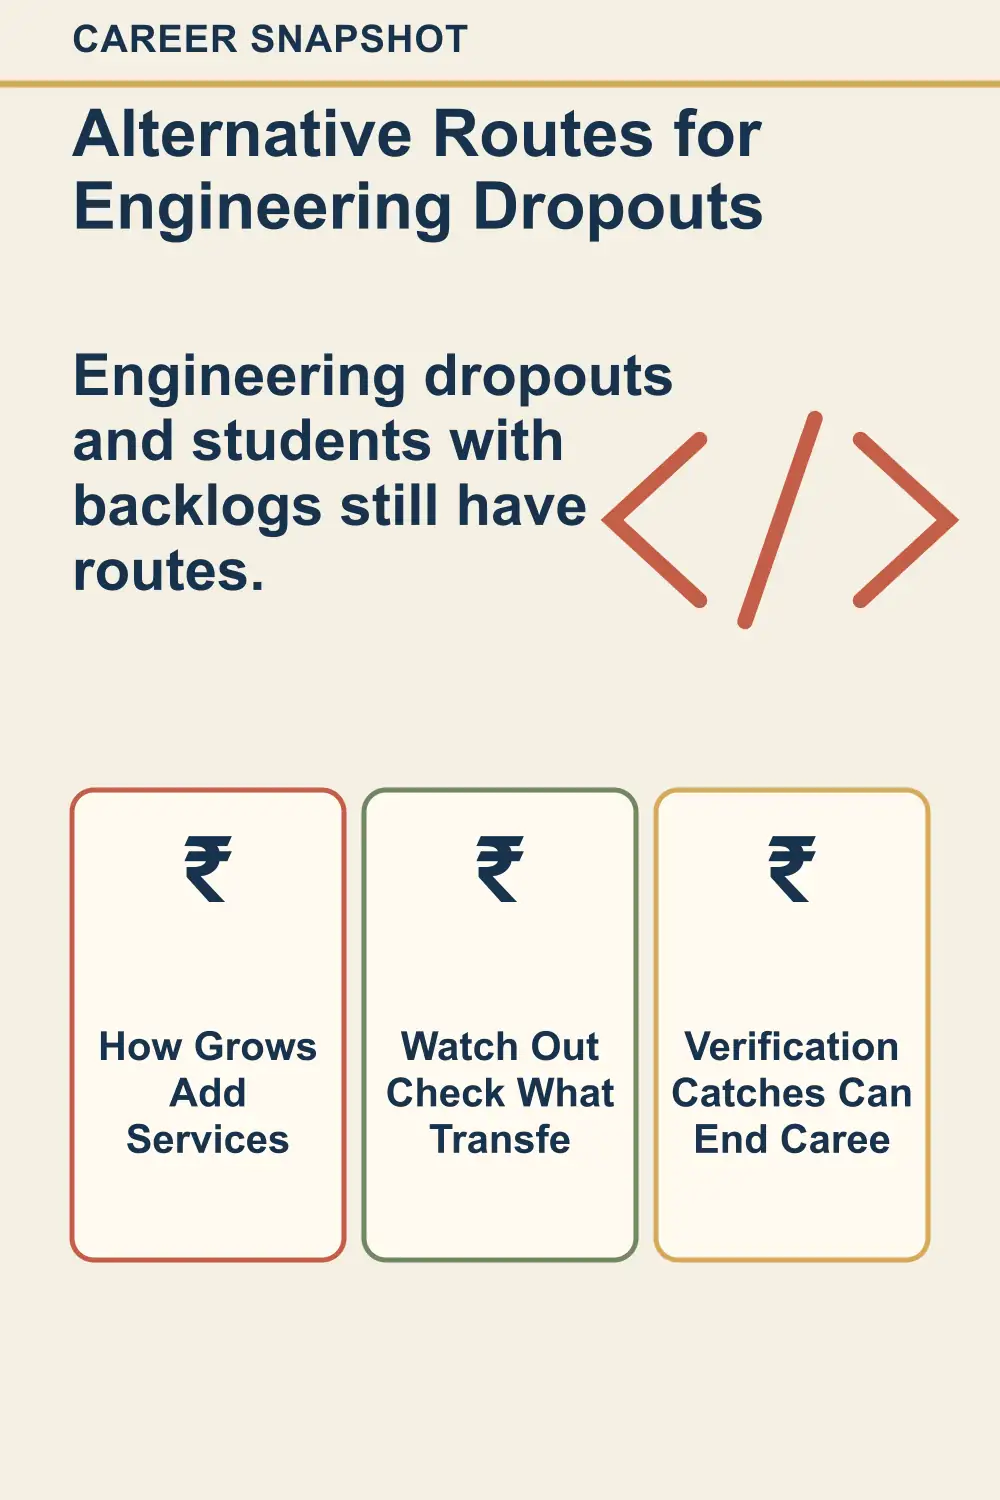 CAREER SNAPSHOT
Alternative Routes for
Engineering Dropouts
Engineering dropouts
and students with
backlogs still have
routes.
</>
₹
How Grows
Add
Services
₹
Watch Out
Check What
Transfe
₹
Verification
Catches Can
End Caree